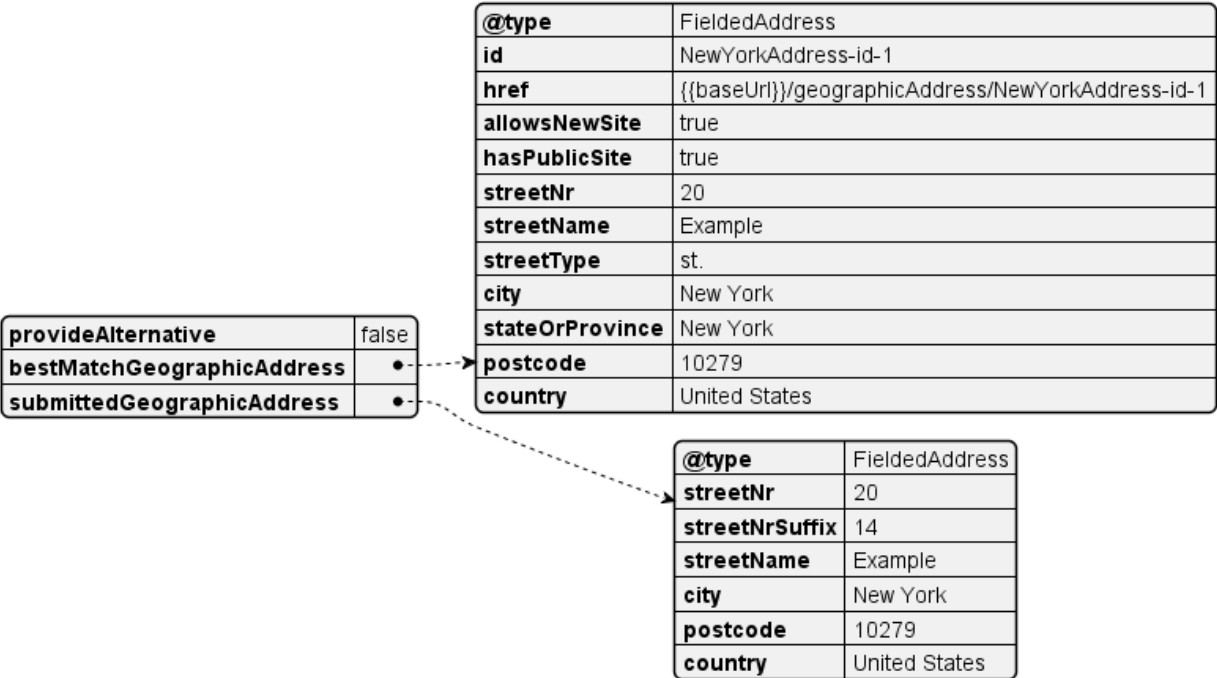 @type FieldedAddress
id NewYorkAddress-id-1
href {{baseUrl}}/geographicAddress/NewYorkAddress-id-1
allowsNewSite true
hasPublicSite true
streetNr 20
streetName Example
streetType st.
city New York
stateOrProvince New York
postcode 10279
country United States
provideAlternative false
bestMatchGeographicAddress
submittedGeographicAddress
@type FieldedAddress
streetNr 20
streetNrSuffix 14
streetName Example
city New York
postcode 10279
country United States